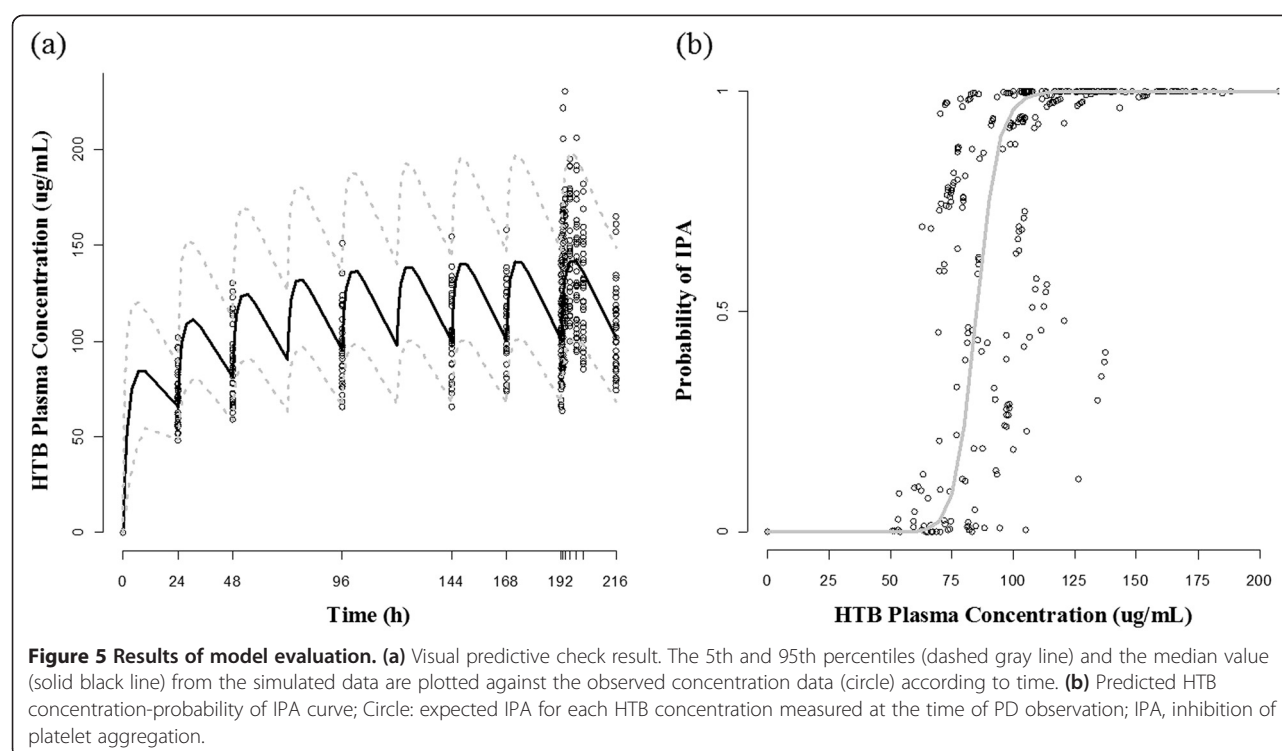 (a)
HTB Plasma Concentration (ug/mL)
200
150
100
50
0
0 24 48 96 144 168 192 216
Time (h)
(b)
Probability of IPA
1
0.5
0
0 25 50 75 100 125 150 175 200
HTB Plasma Concentration (ug/mL)
Figure 5 Results of model evaluation. (a) Visual predictive check result. The 5th and 95th percentiles (dashed gray line) and the median value
(solid black line) from the simulated data are plotted against the observed concentration data (circle) according to time. (b) Predicted HTB
concentration-probability of IPA curve; Circle: expected IPA for each HTB concentration measured at the time of PD observation; IPA, inhibition of
platelet aggregation.